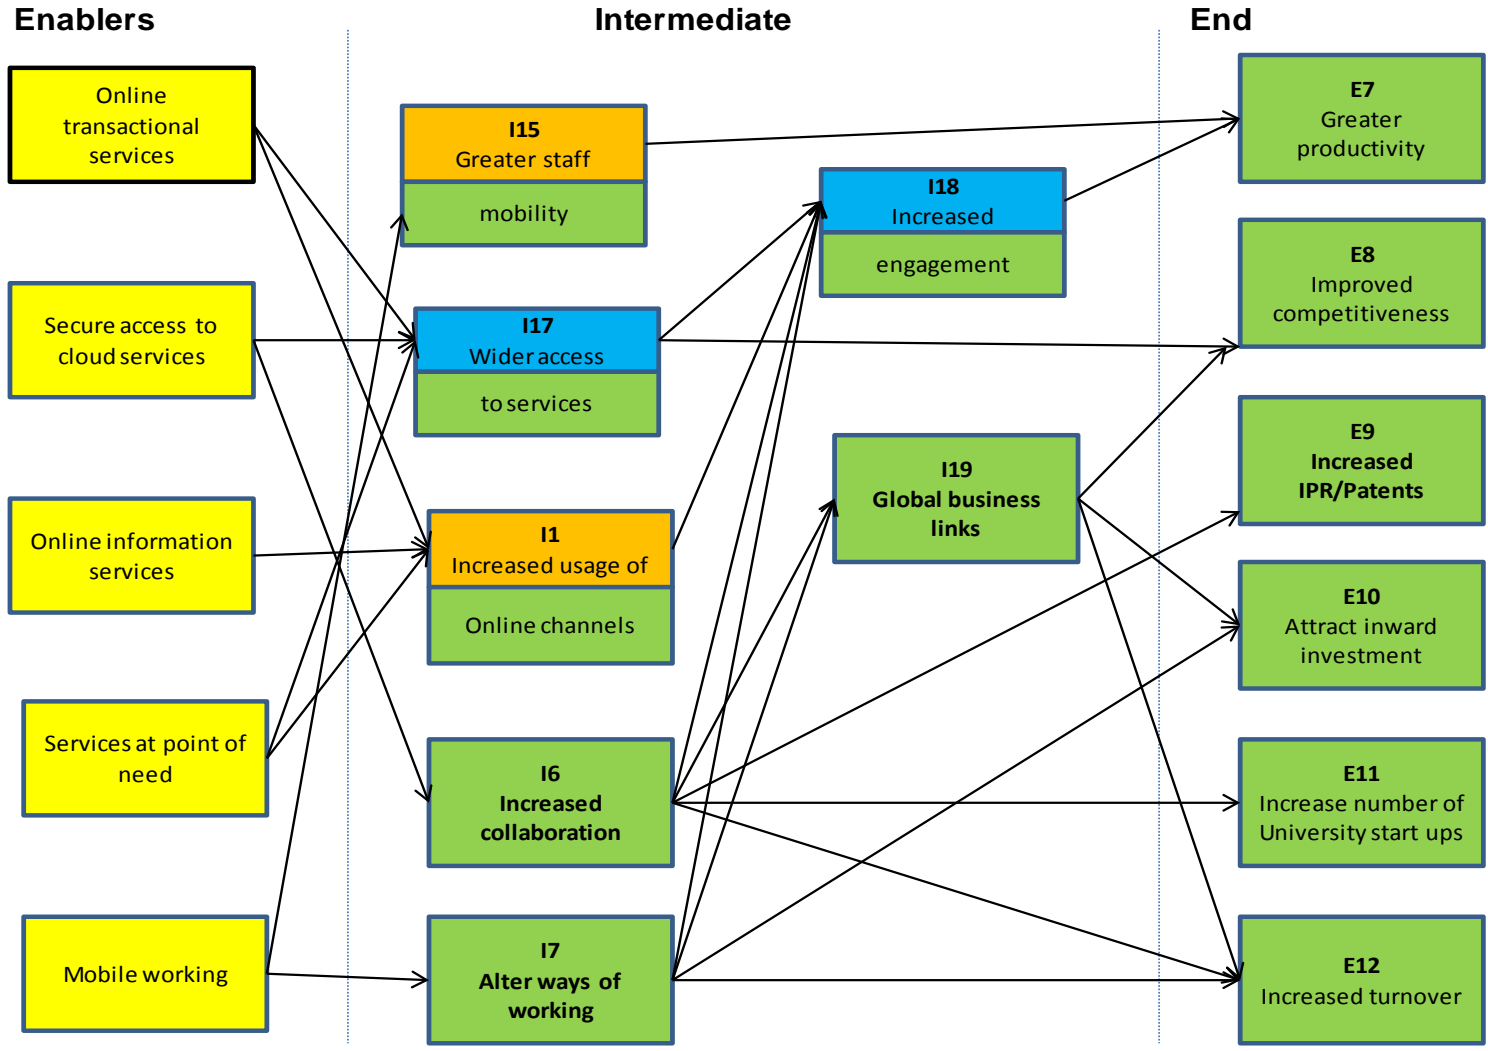 Enablers
Intermediate
End
Online
transactional
services
Secure access to
cloud services
Online information
services
Services at point of
need
Mobile working
I15
Greater staff
mobility
I17
Wider access
to services
I1
Increased usage of
Online channels
I6
Increased
collaboration
I7
Alter ways of
working
I18
Increased
engagement
I19
Global business
links
E7
Greater
productivity
E8
Improved
competitiveness
E9
Increased
IPR/Patents
E10
Attract inward
investment
E11
Increase number of
University start ups
E12
Increased turnover